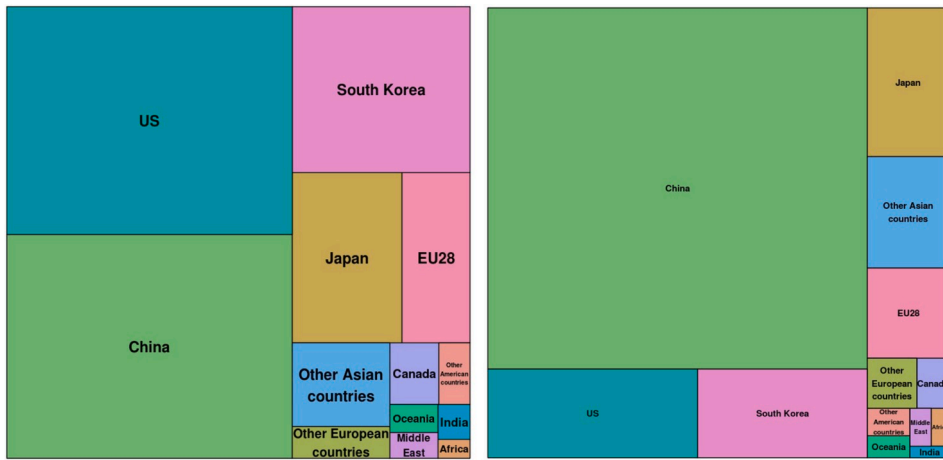 US
South Korea
Japan
EU28
China
Other Asian
countries
Canada
Other
American
countries
Oceania
India
Other European
countries
Middle
East
Africa
China
Japan
Other Asian
countries
EU28
US
South Korea
Other
European
countries
Canad
Other
American
countries
Middle
East
Afric
Oceania
India